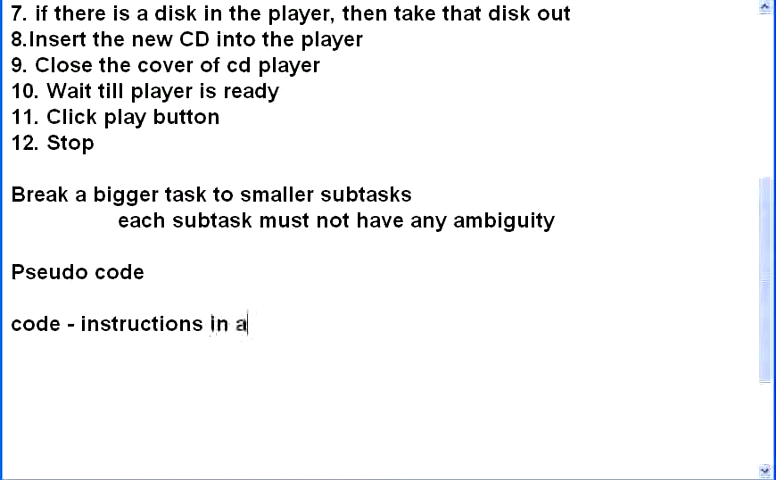 7. if there is a disk in the player, then take that disk out
8.Insert the new CD into the player
9. Close the cover of cd player
10. Wait till player is ready
11. Click play button
12. Stop
Break a bigger task to smaller subtasks
each subtask must not have any ambiguity
Pseudo code
code - instructions in a